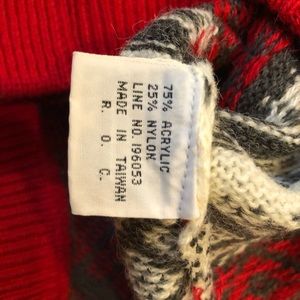 75% ACRYLIC
25% NYLON
LINE NO. 196053
MADE IN TAIWAN
R. O. C.